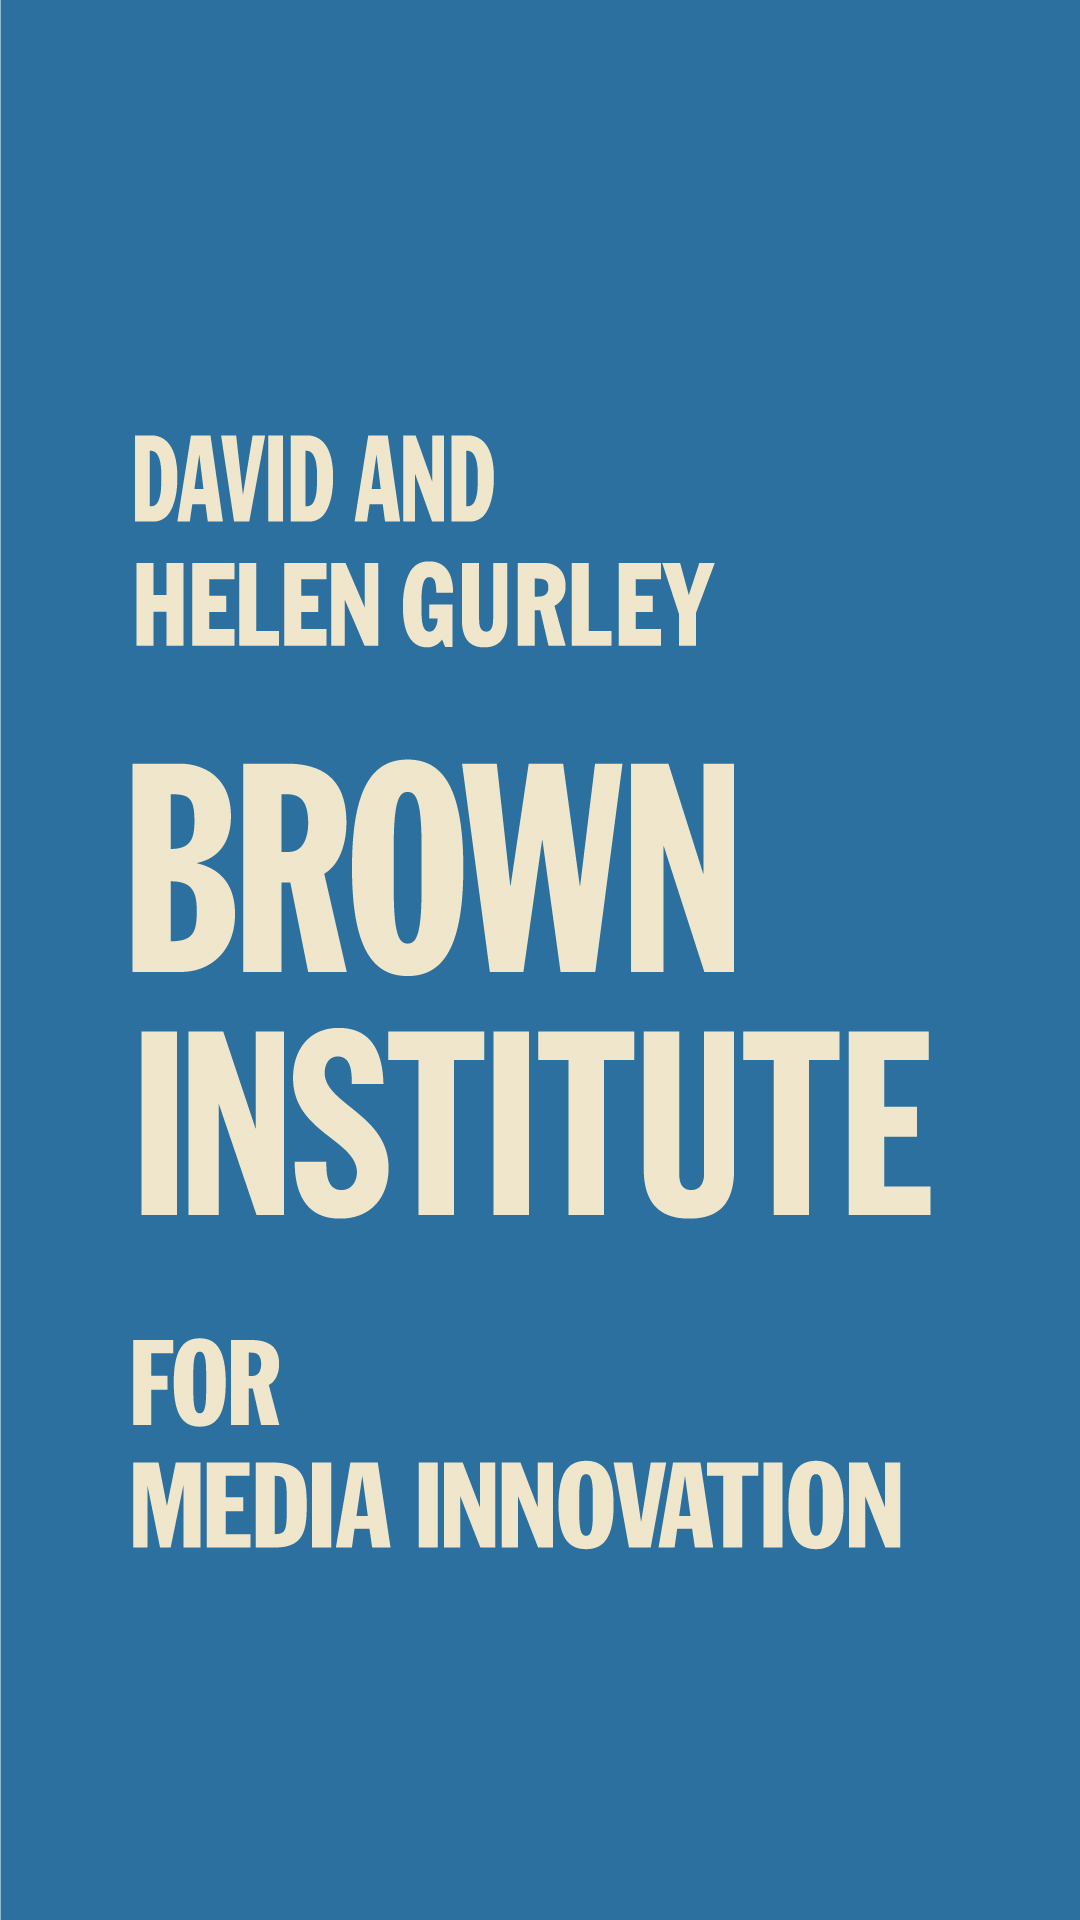 DAVID AND
HELEN GURLEY
BROWN
INSTITUTE
FOR
MEDIA INNOVATION